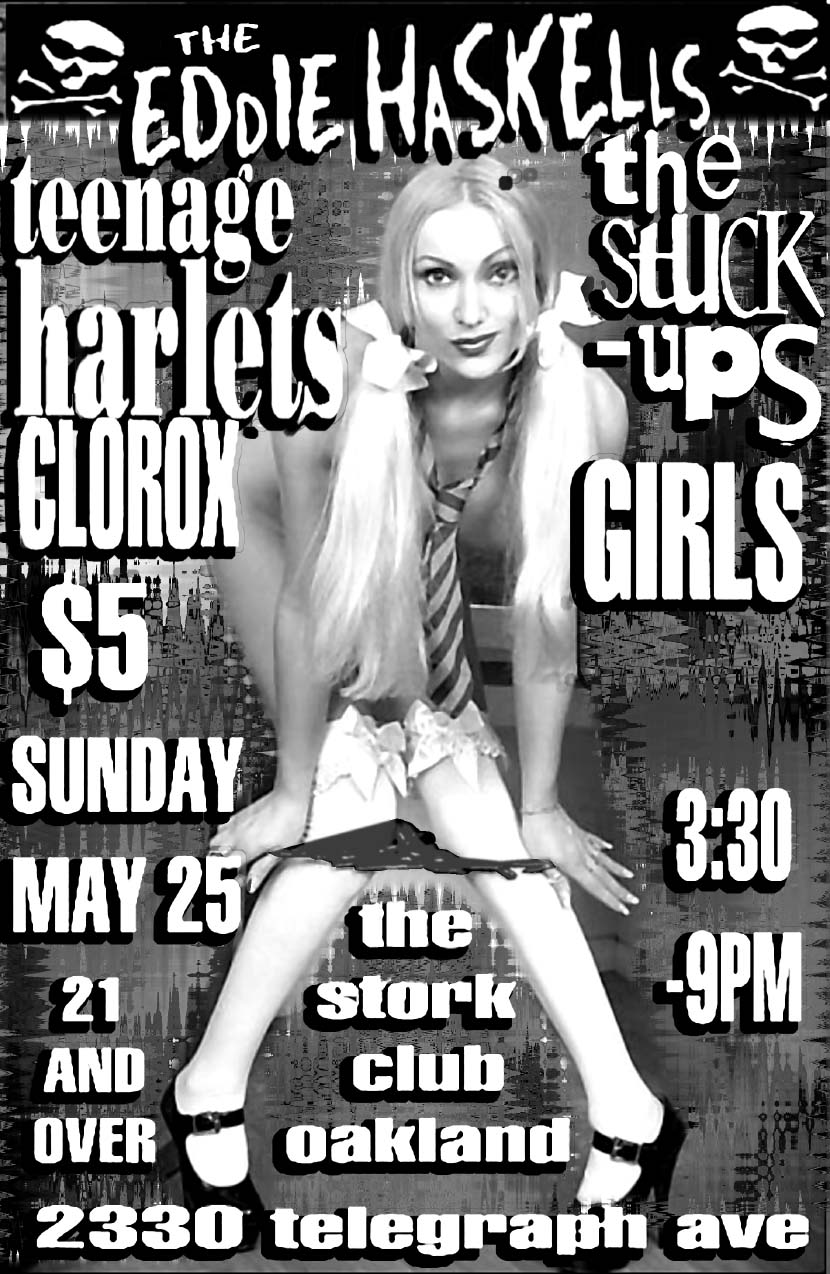 THE
EDDIE HASKELLS
teenage
harlets
CLOROX
the
stuck
-ups
GIRLS
$5
SUNDAY
MAY 25
21
AND
OVER
3:30
-9PM
the
stork
club
oakland
2330 telegraph ave